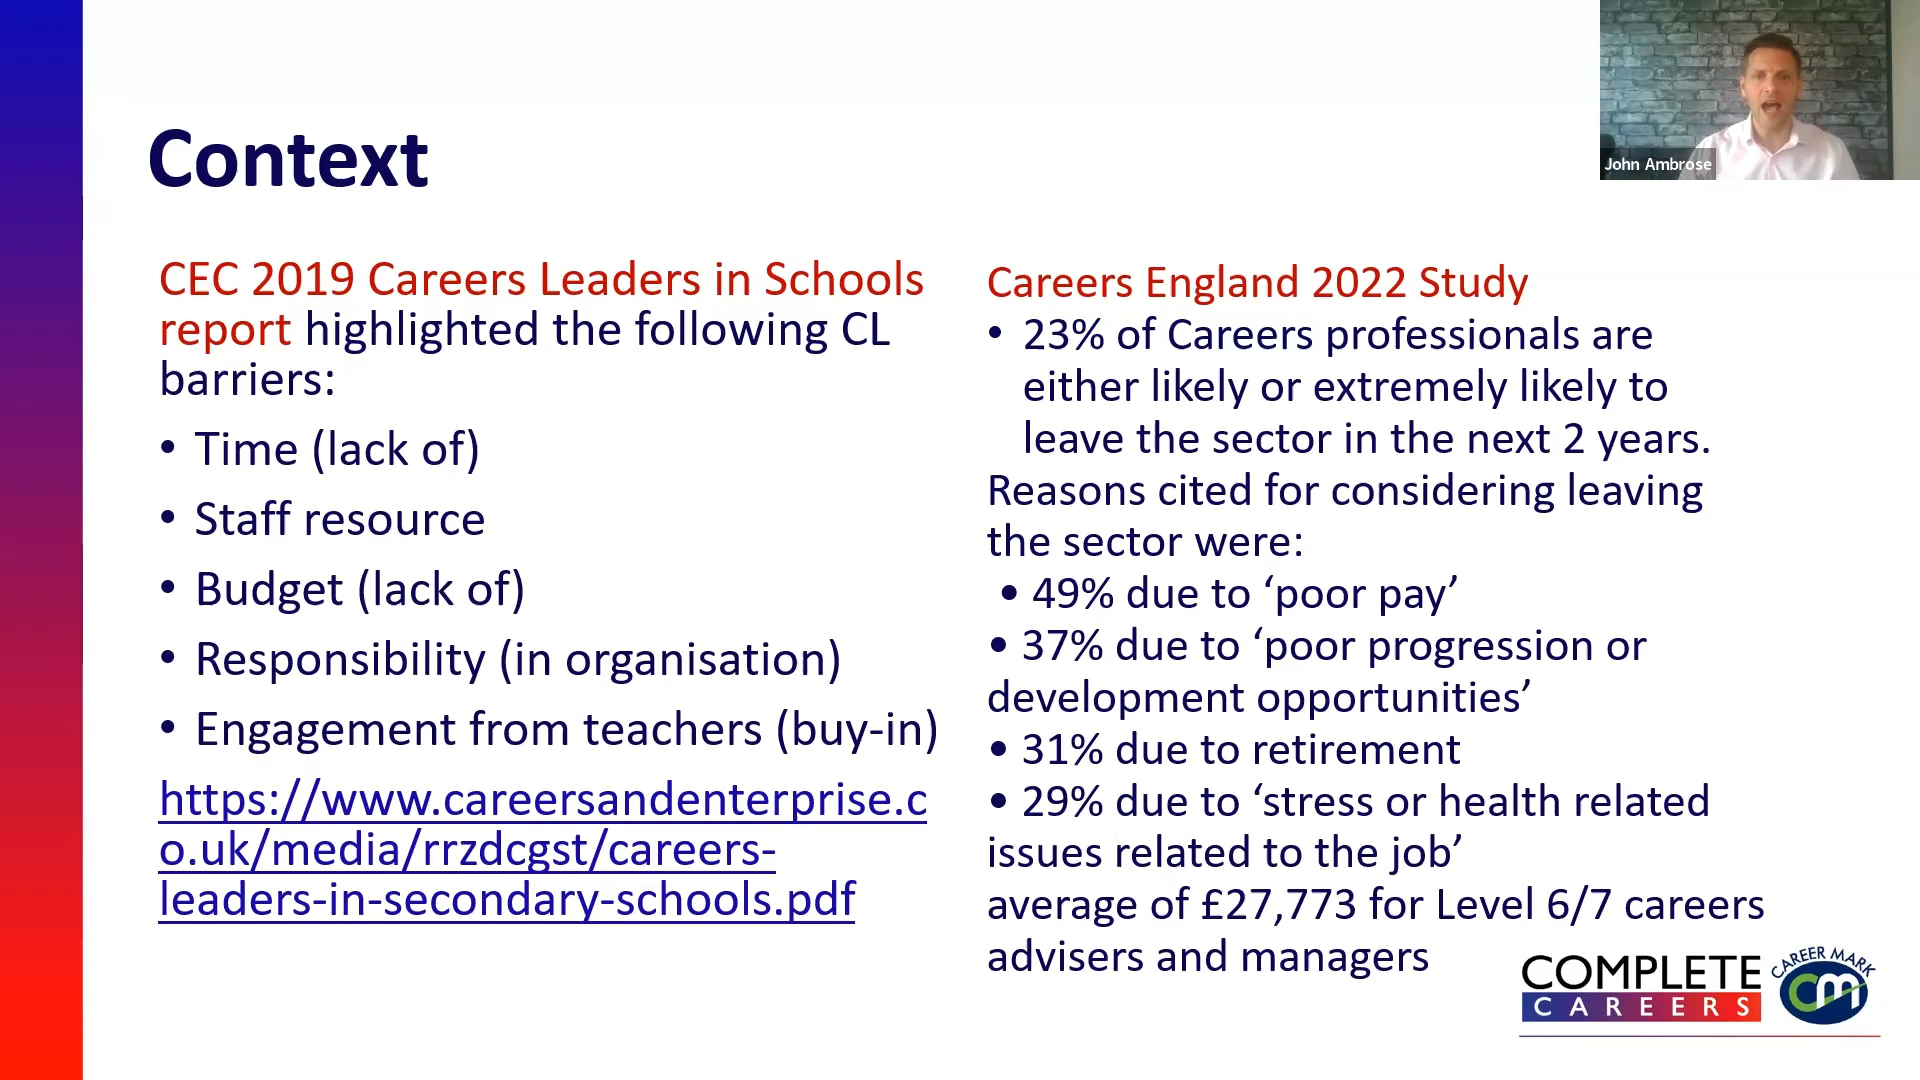 Context
CEC 2019 Careers Leaders in Schools
report highlighted the following CL
barriers:
• Time (lack of)
• Staff resource
• Budget (lack of)
• Responsibility (in organisation)
• Engagement from teachers (buy-in)
https://www.careersandenterprise.c
o.uk/media/rrzdcgst/careers-
leaders-in-secondary-schools.pdf
Careers England 2022 Study
• 23% of Careers professionals are
either likely or extremely likely to
leave the sector in the next 2 years.
Reasons cited for considering leaving
the sector were:
• 49% due to ‘poor pay’
• 37% due to ‘poor progression or
development opportunities’
• 31% due to retirement
• 29% due to ‘stress or health related
issues related to the job’
average of £27,773 for Level 6/7 careers
advisers and managers
John Ambrose
COMPLETE
CAREERS
CAREER MARK
cm